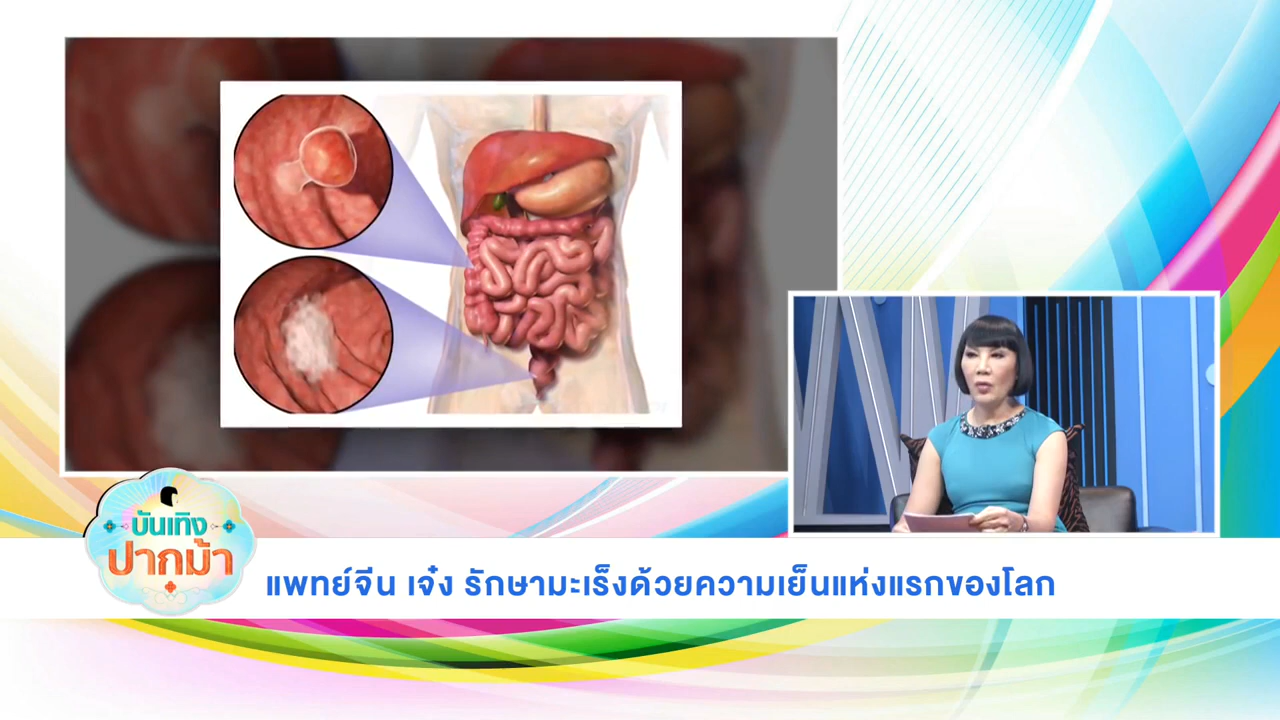 บันเทิง
ปากม้า
แพทย์จีน เจ๋ง รักษามะเร็งด้วยความเย็นแห่งแรกของโลก